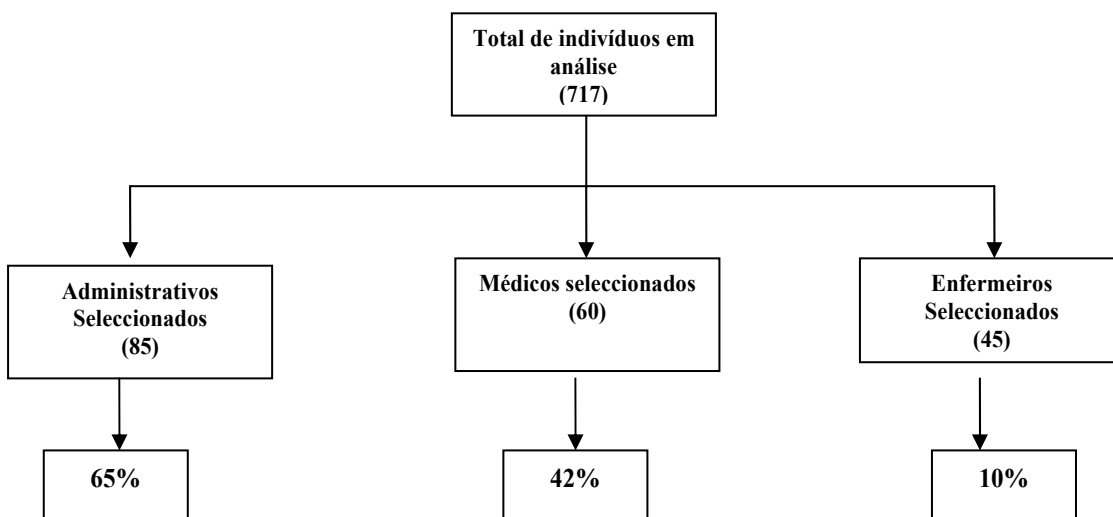 Total de indivíduos em
análise
(717)
Administrativos
Seleccionados
(85)
Médicos seleccionados
(60)
Enfermeiros
Seleccionados
(45)
65%
42%
10%